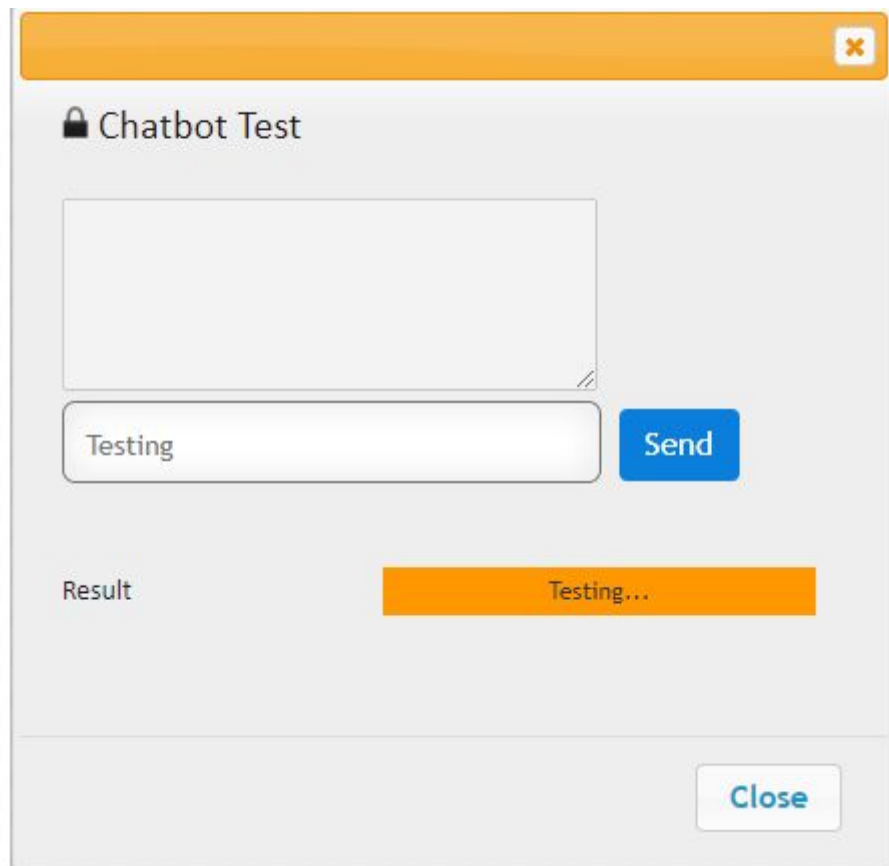 Chatbot Test
Testing
Send
Result
Testing...
Close